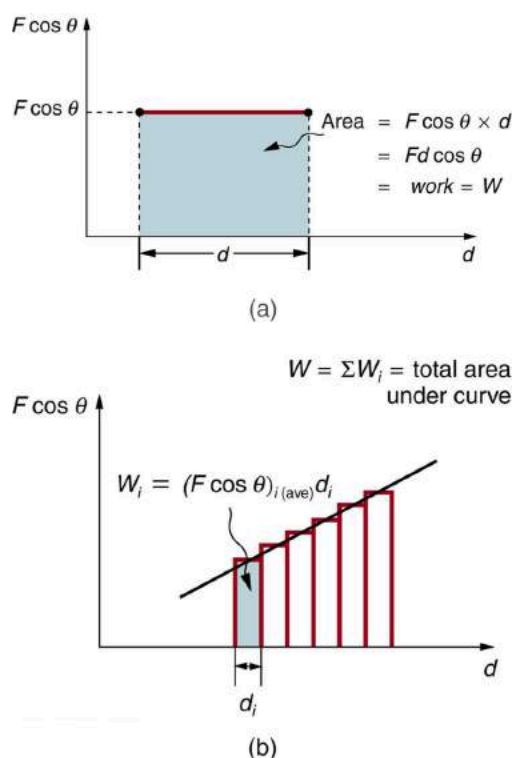 F cos θ
F cos θ
Area = F cos θ × d
= Fd cos θ
= work = W
d
d
(a)
W = ΣWᵢ = total area
under curve
F cos θ
Wᵢ = (F cos θ)ᵢ₍ₐᵥₑ₎dᵢ
d
dᵢ
(b)